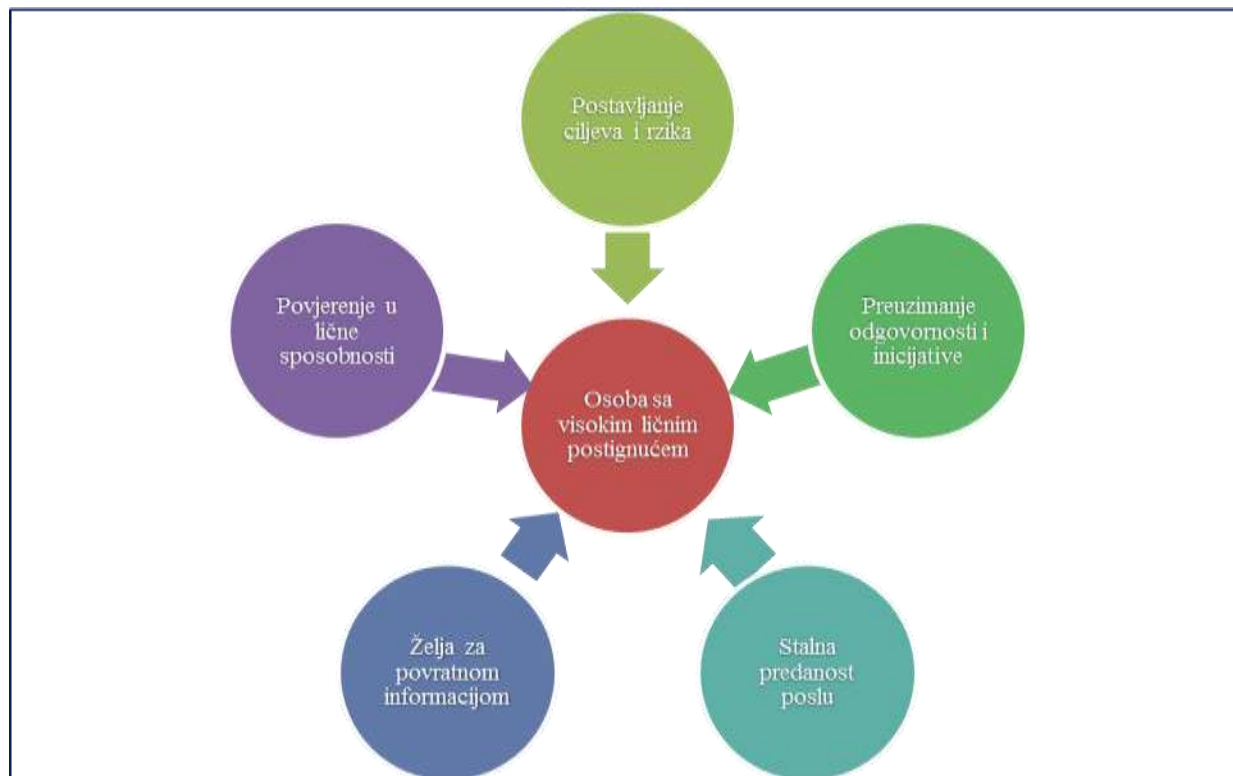 Postavljanje
ciljeva i rzika
Povjerenje u
lične
sposobnosti
Preuzimanje
odgovornosti i
inicijative
Osoba sa
visokim ličnim
postignućem
Želja za
povratnom
informacijom
Stalna
predanost
poslu